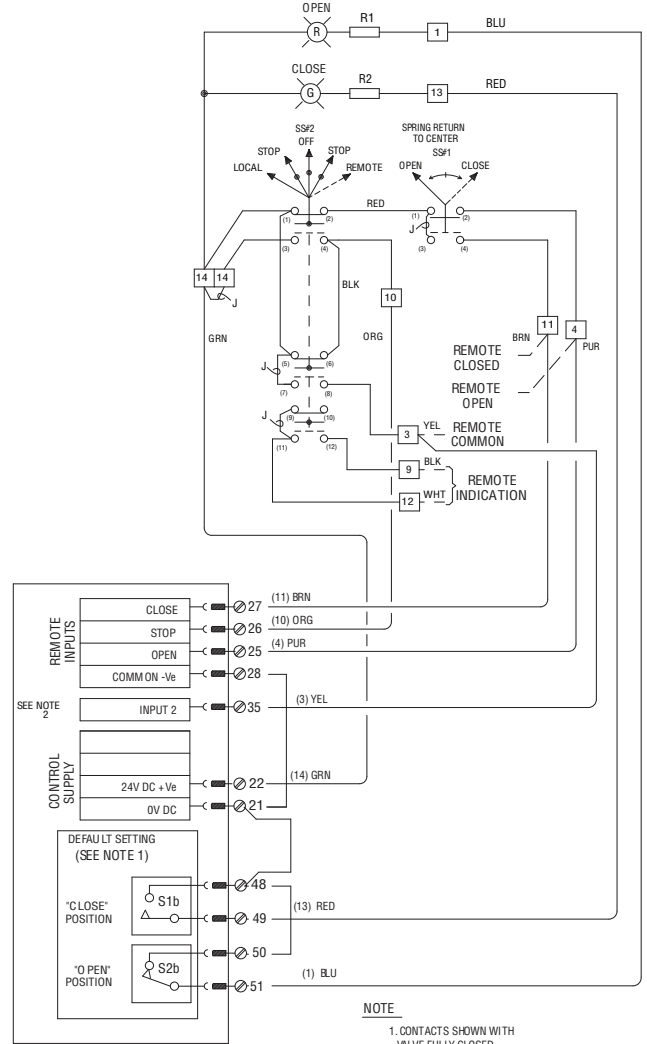 OPEN
R R1 1 BLU
CLOSE
G R2 13 RED
SS#2
OFF
STOP STOP
LOCAL REMOTE
SPRING RETURN
TO CENTER
SS#1
OPEN CLOSE
RED
(1) (2) (1) (2)
J
(3) (4) (3) (4)
14 14
J
BLK
10
GRN
ORG
11 4
BRN PUR
REMOTE
CLOSED
REMOTE
OPEN
(5) (6)
J
(7) (8)
J
(9) (10)
(11) (12)
3 YEL REMOTE
COMMON
9 BLK
REMOTE
INDICATION
12 WHT
REMOTE
INPUTS
CLOSE 27 (11) BRN
STOP 26 (10) ORG
OPEN 25 (4) PUR
COMMON -Ve 28
SEE NOTE
2
INPUT 2 35 (3) YEL
CONTROL
SUPPLY
24V DC +Ve 22 (14) GRN
0V DC 21
DEFAULT SETTING
(SEE NOTE 1)
"CLOSE"
POSITION
S1b
48
49 (13) RED
"OPEN"
POSITION
S2b
50
51 (1) BLU
NOTE
1. CONTACTS SHOWN WITH
VALVE FULLY CLOSED